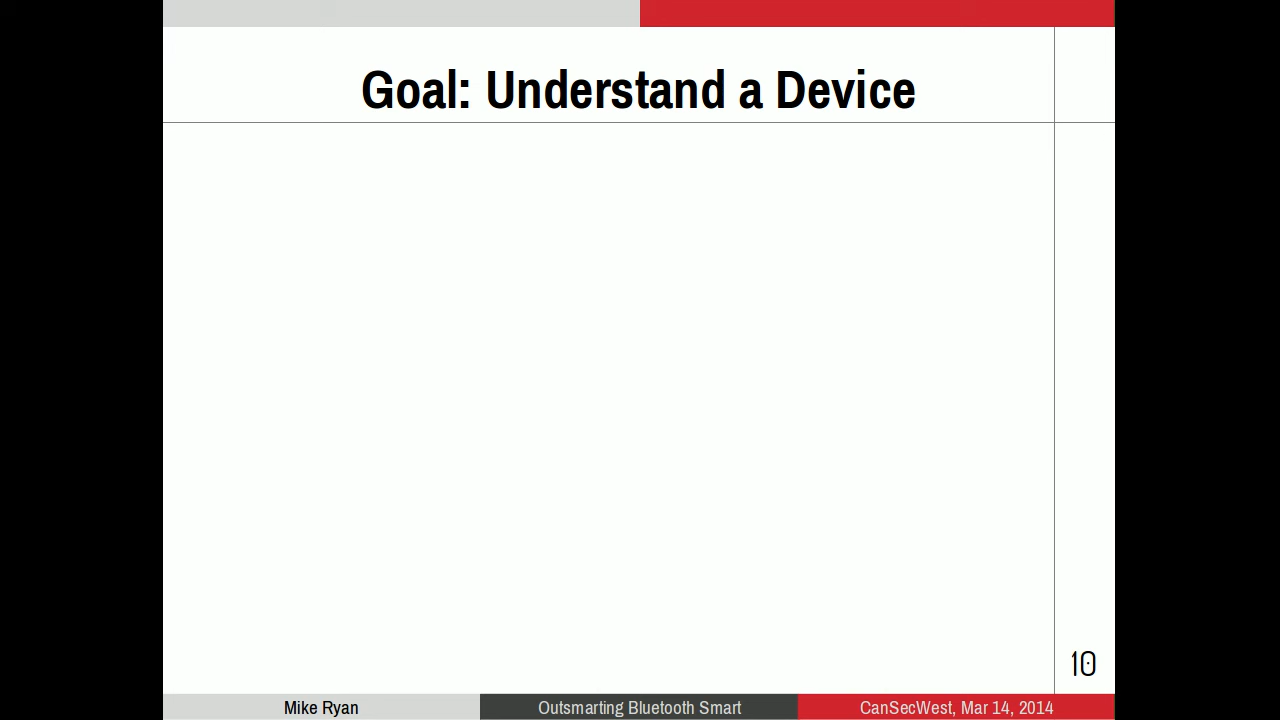 Goal: Understand a Device
10
Mike Ryan
Outsmarting Bluetooth Smart
CanSecWest, Mar 14, 2014